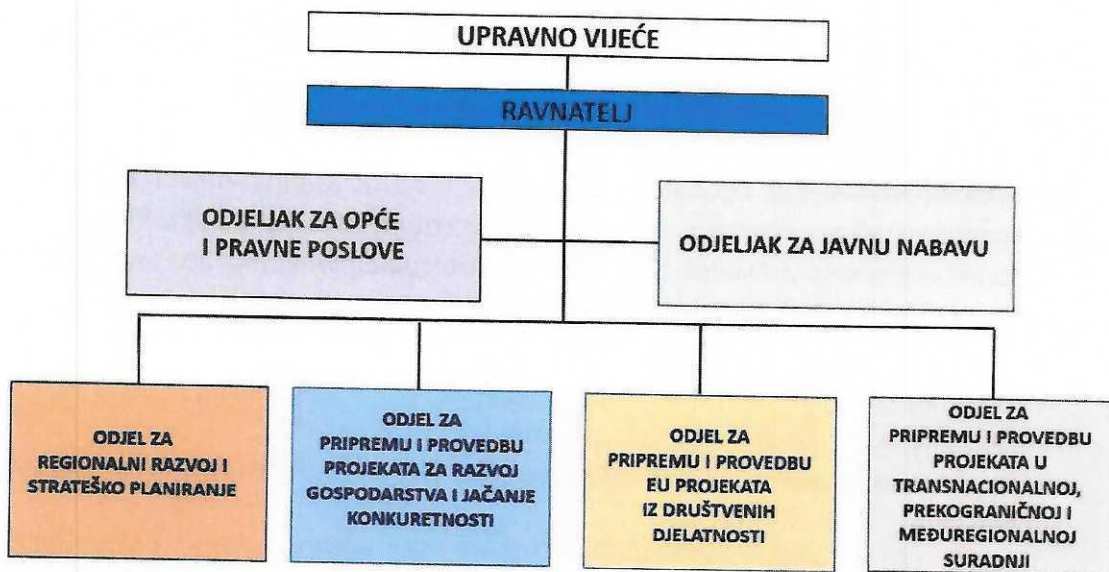 UPRAVNO VIJEĆE
RAVNATELJ
ODJELJAK ZA OPĆE
I PRAVNE POSLOVE
ODJELJAK ZA JAVNU NABAVU
ODJEL ZA
REGIONALNI RAZVOJ I
STRATEŠKO PLANIRANJE
ODJEL ZA
PRIPREMU I PROVEDBU
PROJEKATA ZA RAZVOJ
GOSPODARSTVA I JAČANJE
KONKURETNOSTI
ODJEL ZA
PRIPREMU I PROVEDBU
EU PROJEKATA
IZ DRUŠTVENIH
DJELATNOSTI
ODJEL ZA
PRIPREMU I PROVEDBU
PROJEKATA U
TRANSNACIONALNOJ,
PREKOGRANIČNOJ I
MEĐUREGIONALNOJ
SURADNJI